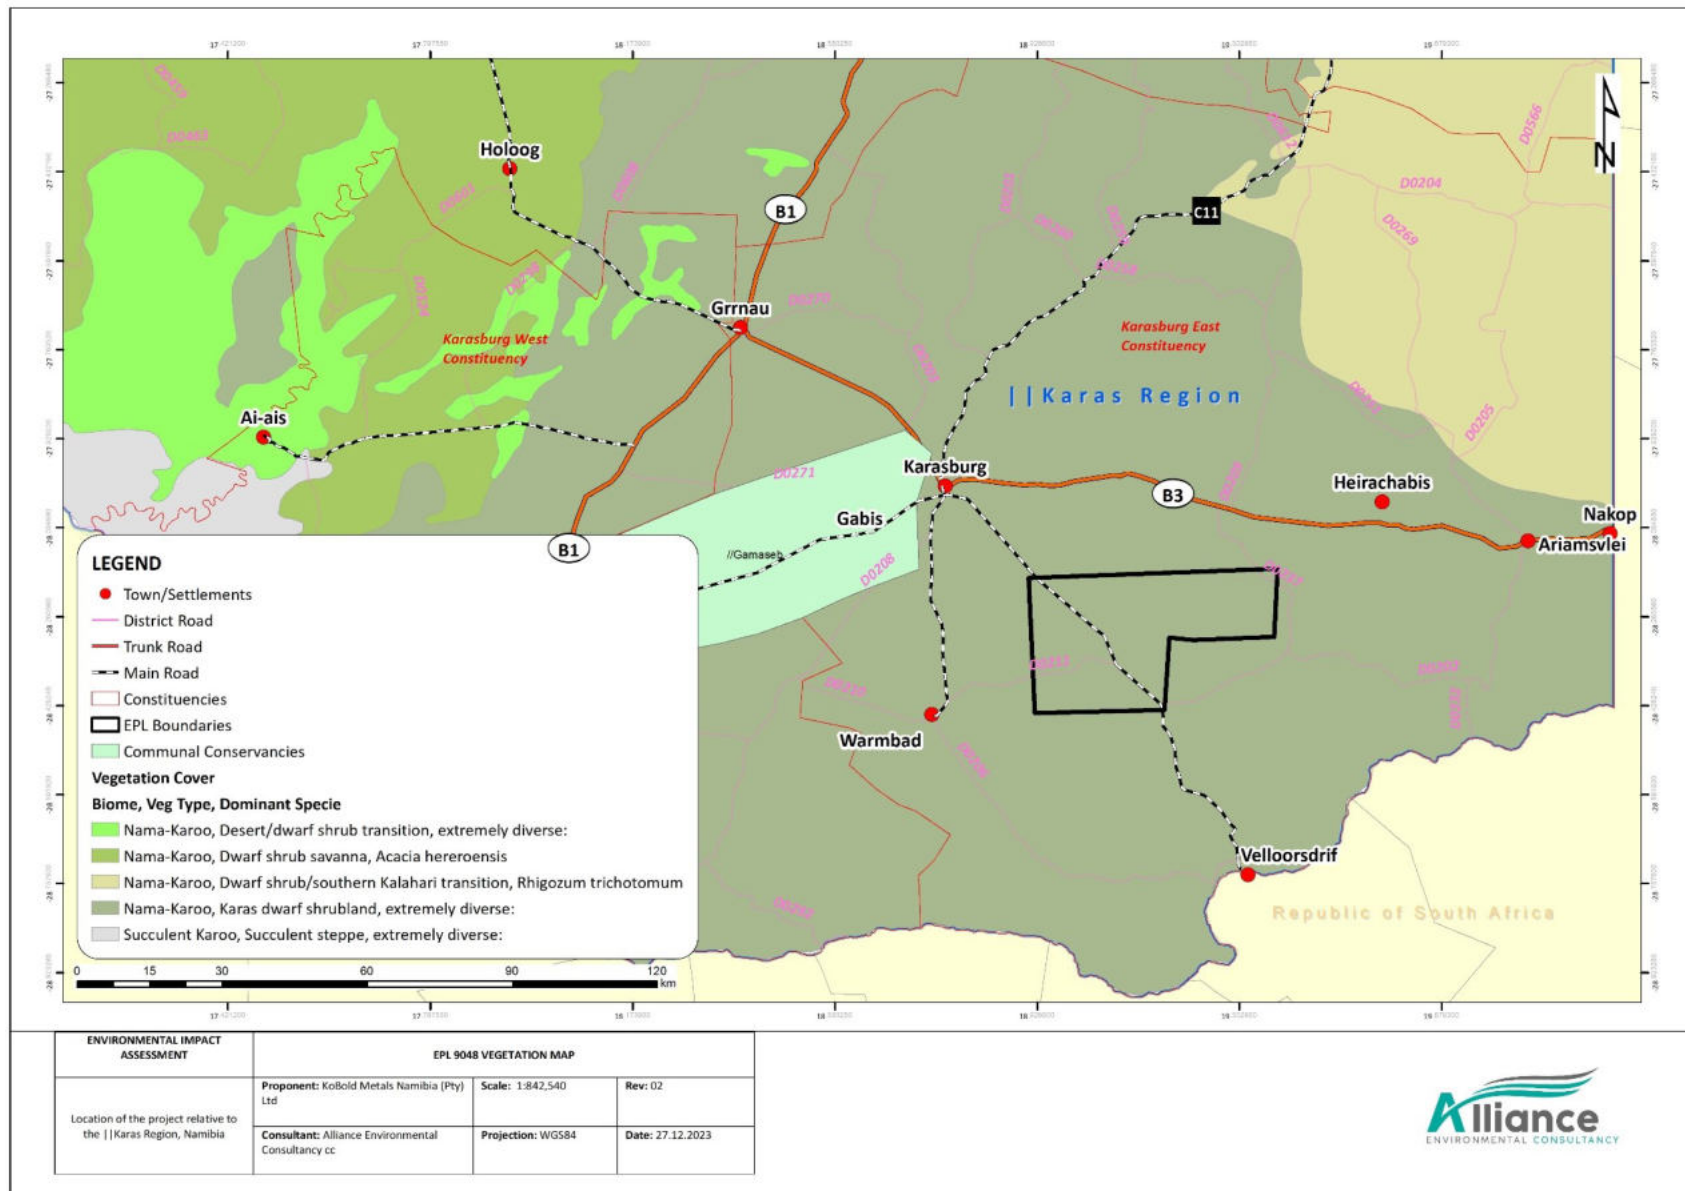 Holoog
B1
C11
D0566
D0204
D0269
D0463
Grrnau
D0270
D0259
Karasburg West
Constituency
Karasburg East
Constituency
||Karas Region
Ai-ais
D0271
D0205
Karasburg
B3
Heirachabis
Nakop
Ariamsvlei
Gabis
//Gamaseb
D0208
B1
Warmbad
Velloorsdrif
Republic of South Africa
N
LEGEND
Town/Settlements
District Road
Trunk Road
Main Road
Constituencies
EPL Boundaries
Communal Conservancies
Vegetation Cover
Biome, Veg Type, Dominant Specie
Nama-Karoo, Desert/dwarf shrub transition, extremely diverse:
Nama-Karoo, Dwarf shrub savanna, Acacia hereroensis
Nama-Karoo, Dwarf shrub/southern Kalahari transition, Rhigozum trichotomum
Nama-Karoo, Karas dwarf shrubland, extremely diverse:
Succulent Karoo, Succulent steppe, extremely diverse:
0 15 30 60 90 120
km
ENVIRONMENTAL IMPACT
ASSESSMENT
EPL 9048 VEGETATION MAP
Location of the project relative to
the ||Karas Region, Namibia
Proponent: KoBold Metals Namibia (Pty)
Ltd
Scale: 1:842,540
Rev: 02
Consultant: Alliance Environmental
Consultancy cc
Projection: WGS84
Date: 27.12.2023
Alliance
ENVIRONMENTAL CONSULTANCY